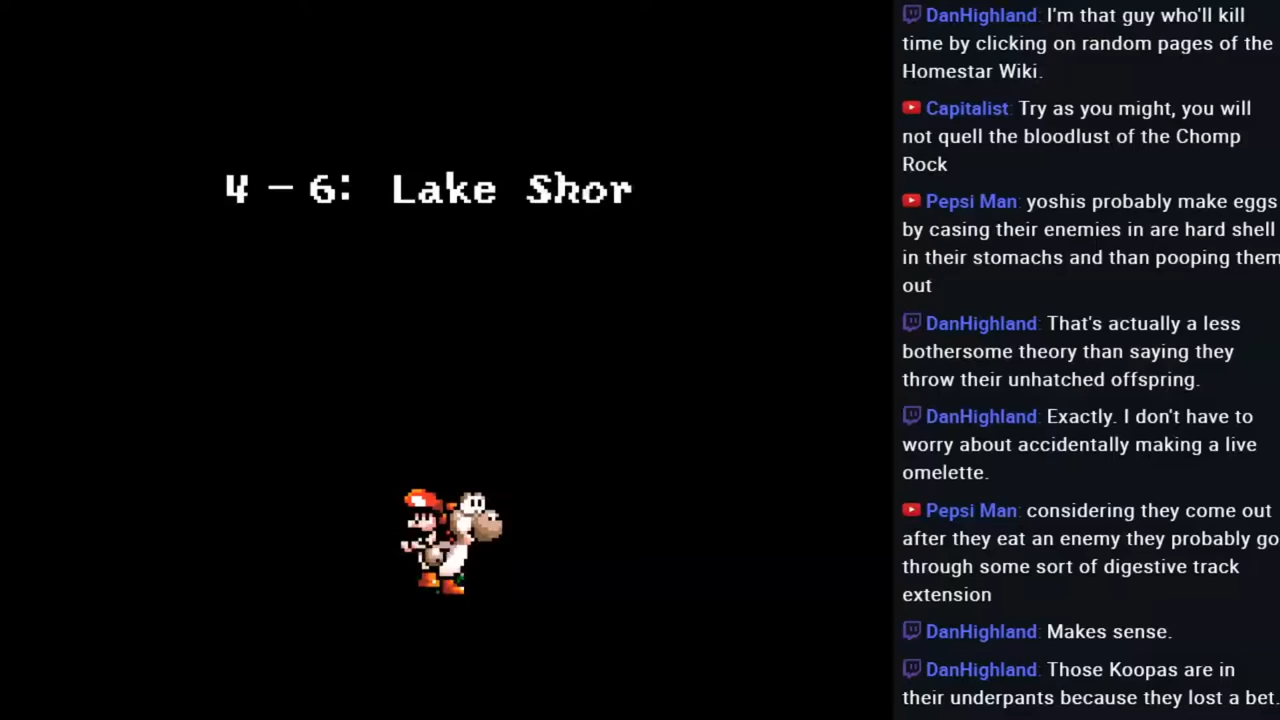 4 - 6: Lake Shor
DanHighland: I'm that guy who'll kill
time by clicking on random pages of the
Homestar Wiki.
Capitalist: Try as you might, you will
not quell the bloodlust of the Chomp
Rock
Pepsi Man: yoshis probably make eggs
by casing their enemies in are hard shell
in their stomachs and than pooping them
out
DanHighland: That's actually a less
bothersome theory than saying they
throw their unhatched offspring.
DanHighland: Exactly. I don't have to
worry about accidentally making a live
omelette.
Pepsi Man: considering they come out
after they eat an enemy they probably go
through some sort of digestive track
extension
DanHighland: Makes sense.
DanHighland: Those Koopas are in
their underpants because they lost a bet.